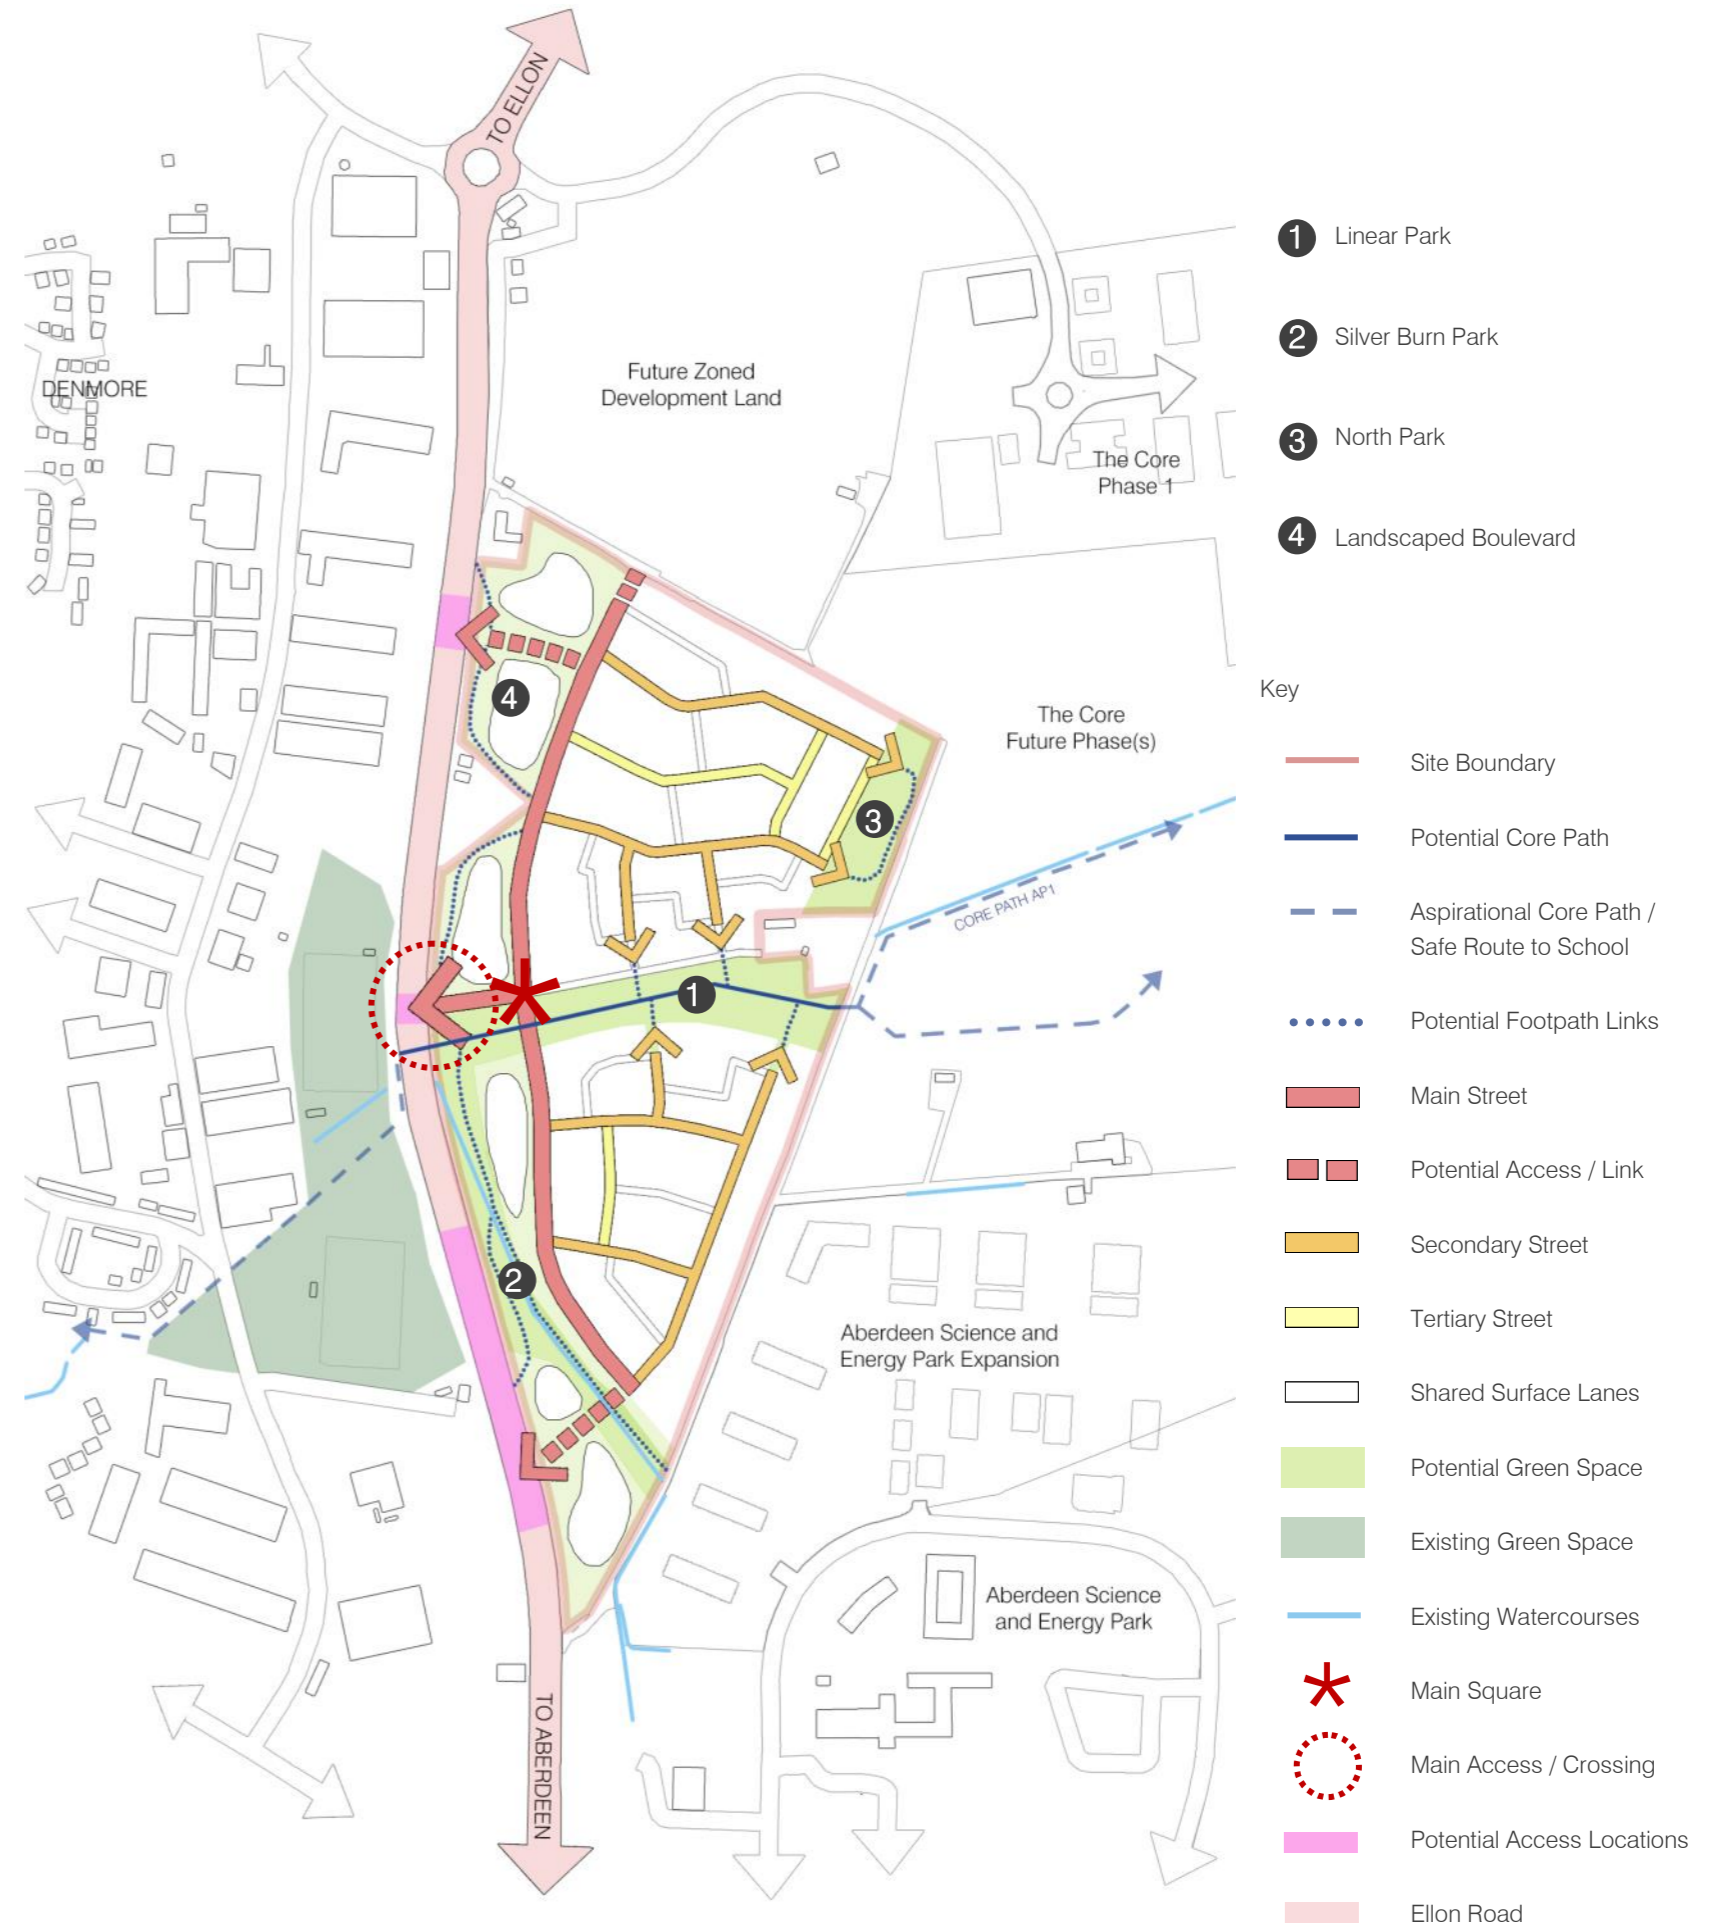 TO ELLON
DENMORE
Future Zoned
Development Land
The Core
Phase 1
The Core
Future Phase(s)
CORE PATH AP1
4
3
1
2
Aberdeen Science and
Energy Park Expansion
Aberdeen Science
and Energy Park
TO ABERDEEN
1 Linear Park
2 Silver Burn Park
3 North Park
4 Landscaped Boulevard
Key
Site Boundary
Potential Core Path
Aspirational Core Path /
Safe Route to School
Potential Footpath Links
Main Street
Potential Access / Link
Secondary Street
Tertiary Street
Shared Surface Lanes
Potential Green Space
Existing Green Space
Existing Watercourses
Main Square
Main Access / Crossing
Potential Access Locations
Ellon Road